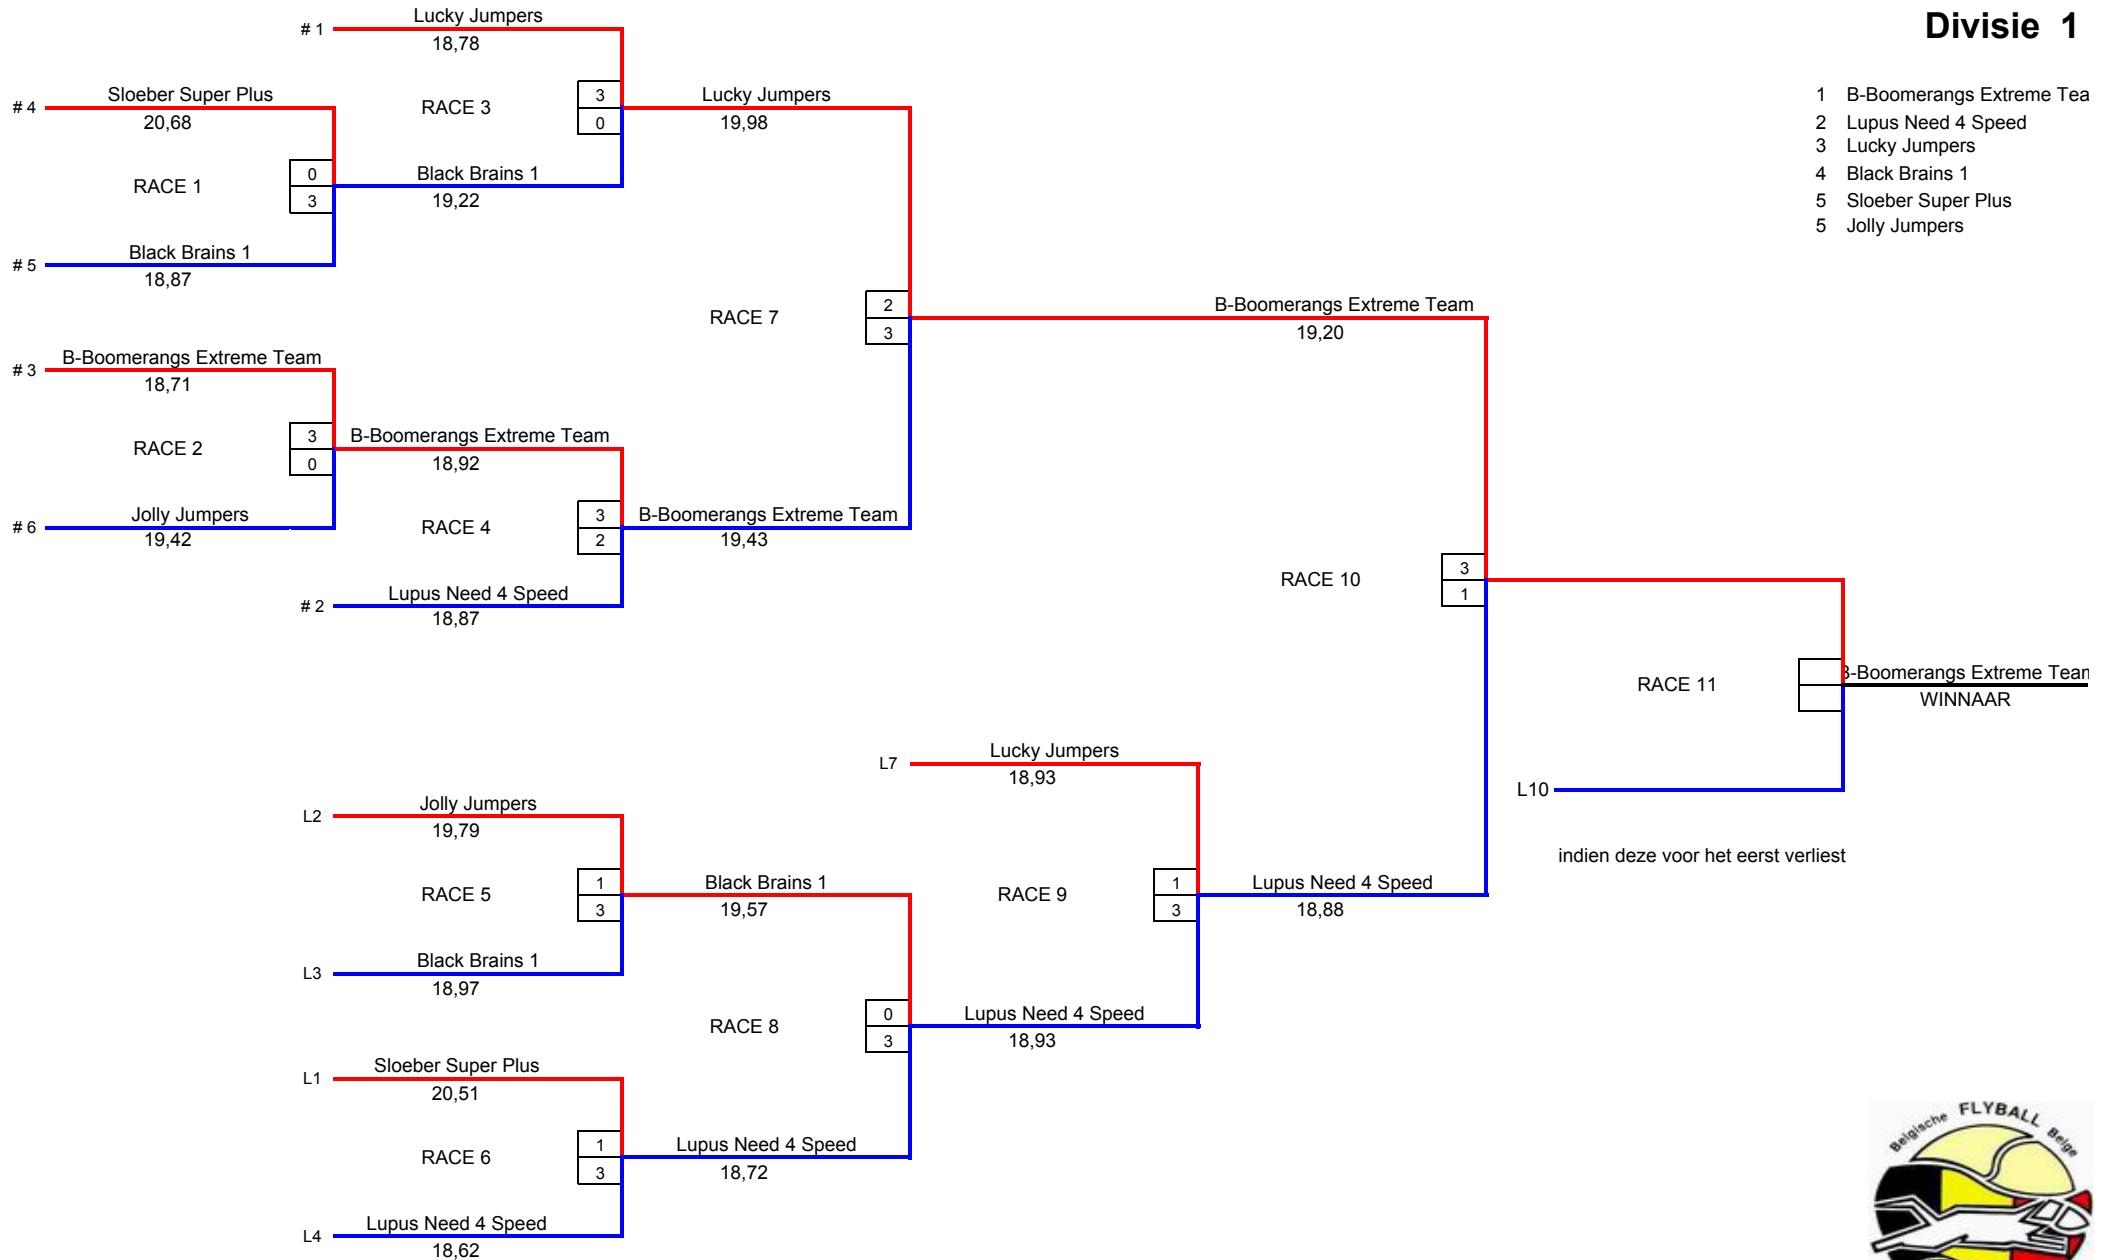 Divisie 1
1 B-Boomerangs Extreme Tea
2 Lupus Need 4 Speed
3 Lucky Jumpers
4 Black Brains 1
5 Sloeber Super Plus
5 Jolly Jumpers
# 1
Lucky Jumpers
18,78
# 4
Sloeber Super Plus
20,68
RACE 1
0
3
# 5
Black Brains 1
18,87
RACE 3
3
0
Black Brains 1
19,22
Lucky Jumpers
19,98
# 3
B-Boomerangs Extreme Team
18,71
RACE 2
3
0
# 6
Jolly Jumpers
19,42
B-Boomerangs Extreme Team
18,92
RACE 4
3
2
# 2
Lupus Need 4 Speed
18,87
B-Boomerangs Extreme Team
19,43
RACE 7
2
3
B-Boomerangs Extreme Team
19,20
RACE 10
3
1
RACE 11
B-Boomerangs Extreme Team
WINNAAR
L10
indien deze voor het eerst verliest
L7
Lucky Jumpers
18,93
RACE 9
1
3
Lupus Need 4 Speed
18,88
L2
Jolly Jumpers
19,79
RACE 5
1
3
L3
Black Brains 1
18,97
Black Brains 1
19,57
RACE 8
0
3
Lupus Need 4 Speed
18,93
L1
Sloeber Super Plus
20,51
RACE 6
1
3
L4
Lupus Need 4 Speed
18,62
Lupus Need 4 Speed
18,72
Belgische FLYBALL Belge